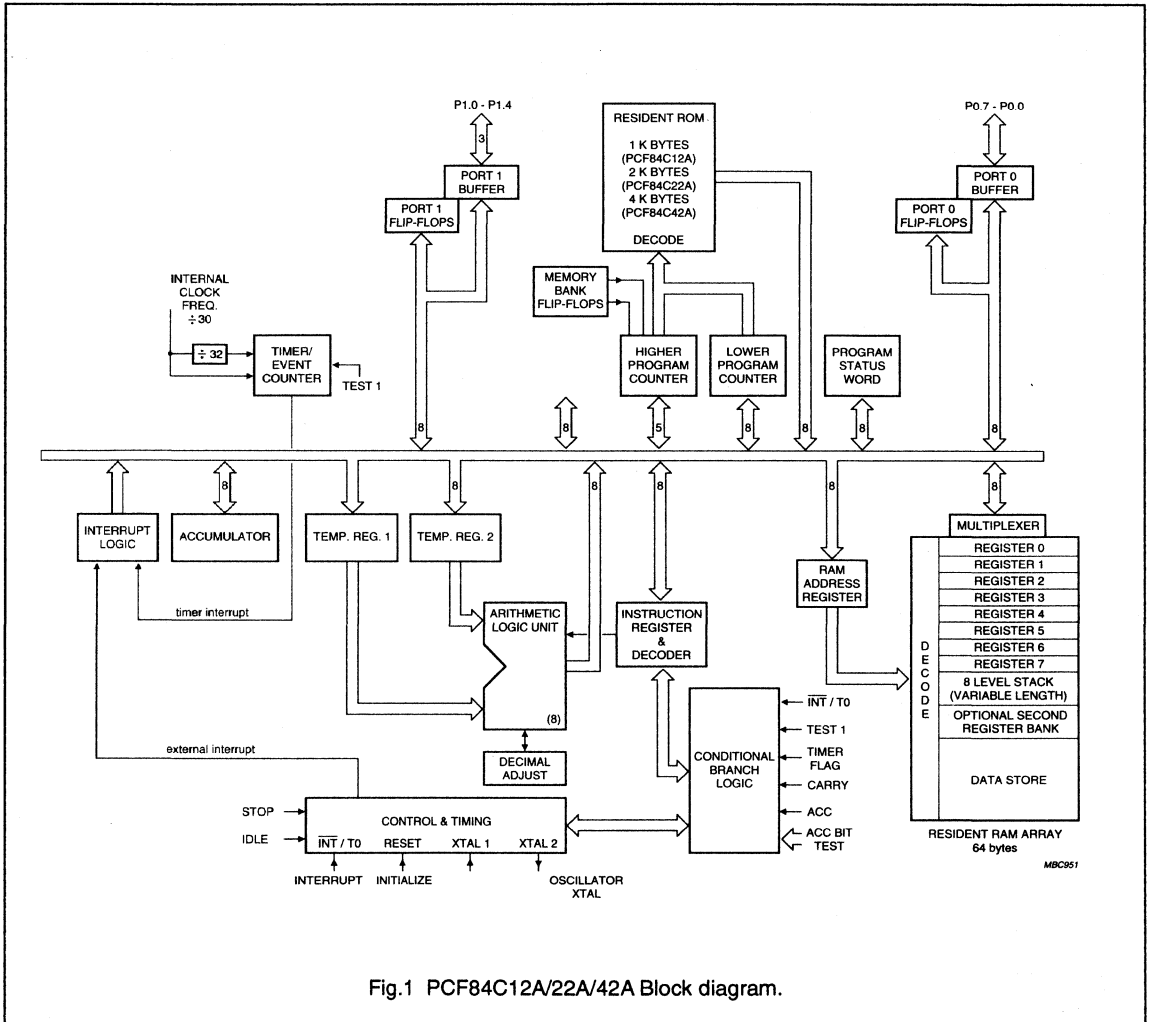 P1.0 - P1.4
3
PORT 1
BUFFER
PORT 1
FLIP-FLOPS
8
RESIDENT ROM
1 K BYTES
(PCF84C12A)
2 K BYTES
(PCF84C22A)
4 K BYTES
(PCF84C42A)
DECODE
P0.7 - P0.0
PORT 0
BUFFER
PORT 0
FLIP-FLOPS
8
INTERNAL
CLOCK
FREQ.
÷30
÷ 32
TIMER/
EVENT
COUNTER
TEST 1
MEMORY
BANK
FLIP-FLOPS
HIGHER
PROGRAM
COUNTER
LOWER
PROGRAM
COUNTER
PROGRAM
STATUS
WORD
8
5
8
8
8
8
8
8
8
8
8
INTERRUPT
LOGIC
ACCUMULATOR
TEMP. REG. 1
TEMP. REG. 2
ARITHMETIC
LOGIC UNIT
(8)
DECIMAL
ADJUST
INSTRUCTION
REGISTER
&
DECODER
RAM
ADDRESS
REGISTER
MULTIPLEXER
DECODE
REGISTER 0
REGISTER 1
REGISTER 2
REGISTER 3
REGISTER 4
REGISTER 5
REGISTER 6
REGISTER 7
8 LEVEL STACK
(VARIABLE LENGTH)
OPTIONAL SECOND
REGISTER BANK
DATA STORE
RESIDENT RAM ARRAY
64 bytes
MBC951
timer interrupt
external interrupt
CONDITIONAL
BRANCH
LOGIC
INT / T0
TEST 1
TIMER
FLAG
CARRY
ACC
ACC BIT
TEST
STOP
IDLE
CONTROL & TIMING
INT / T0 RESET XTAL 1 XTAL 2
INTERRUPT INITIALIZE OSCILLATOR
XTAL
Fig.1 PCF84C12A/22A/42A Block diagram.